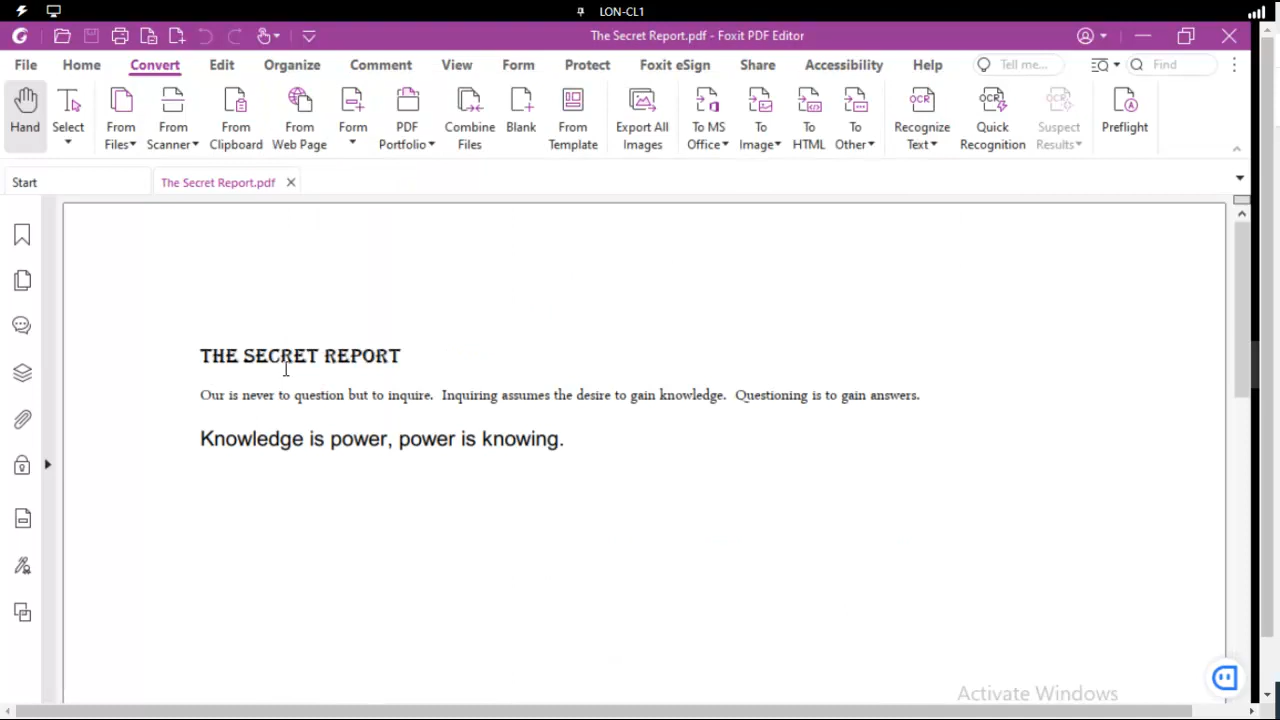 LON-CL1
The Secret Report.pdf - Foxit PDF Editor
File Home Convert Edit Organize Comment View Form Protect Foxit eSign Share Accessibility Help Tell me... Find
Hand
Select
From Files
From Scanner
From Clipboard
From Web Page
Form
PDF Portfolio
Combine Files
Blank
From Template
Export All Images
To MS Office
To Image
To HTML
To Other
OCR
Recognize Text
OCR
Quick Recognition
OCR
Suspect Results
Preflight
Start
The Secret Report.pdf
THE SECRET REPORT
Our is never to question but to inquire. Inquiring assumes the desire to gain knowledge. Questioning is to gain answers.
Knowledge is power, power is knowing.
Activate Windows